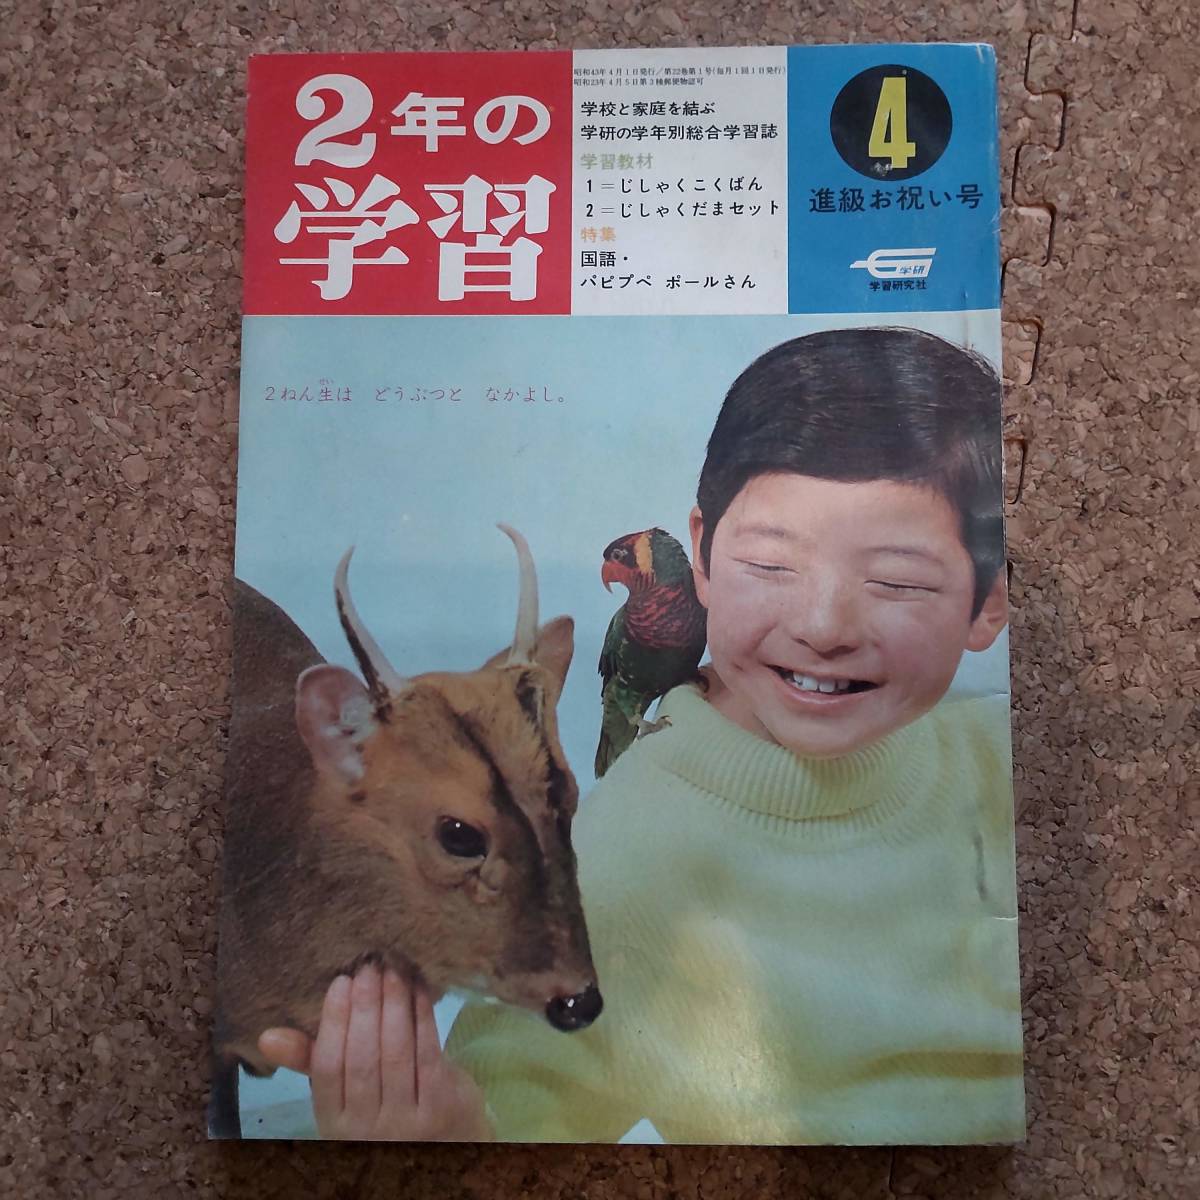 2年の
学習
昭和43年4月1日発行/第22巻第1号(毎月1回1日発行)
昭和23年4月5日第3種郵便物認可
学校と家庭を結ぶ
学研の学年別総合学習誌
学習教材
1=じしゃくこくばん
2=じしゃくだまセット
特集
国語・
パピプペ ポールさん
4
進級お祝い号
学研
学習研究社
せい
2ねん生は どうぶつと なかよし。